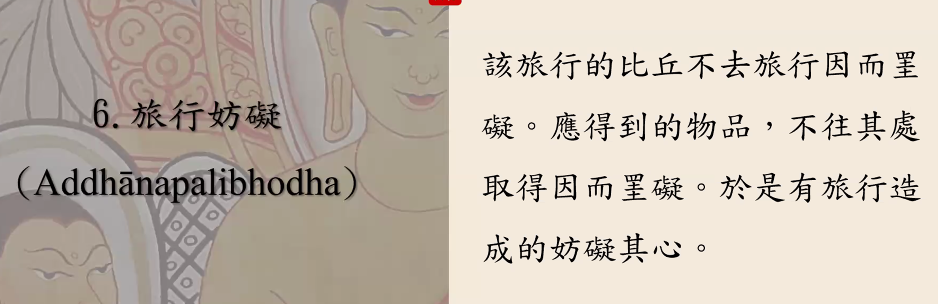 6.旅行妨礙
（Addhānapalibhodha）
該旅行的比丘不去旅行因而罣
礙。應得到的物品，不往其處
取得因而罣礙。於是有旅行造
成的妨礙其心。